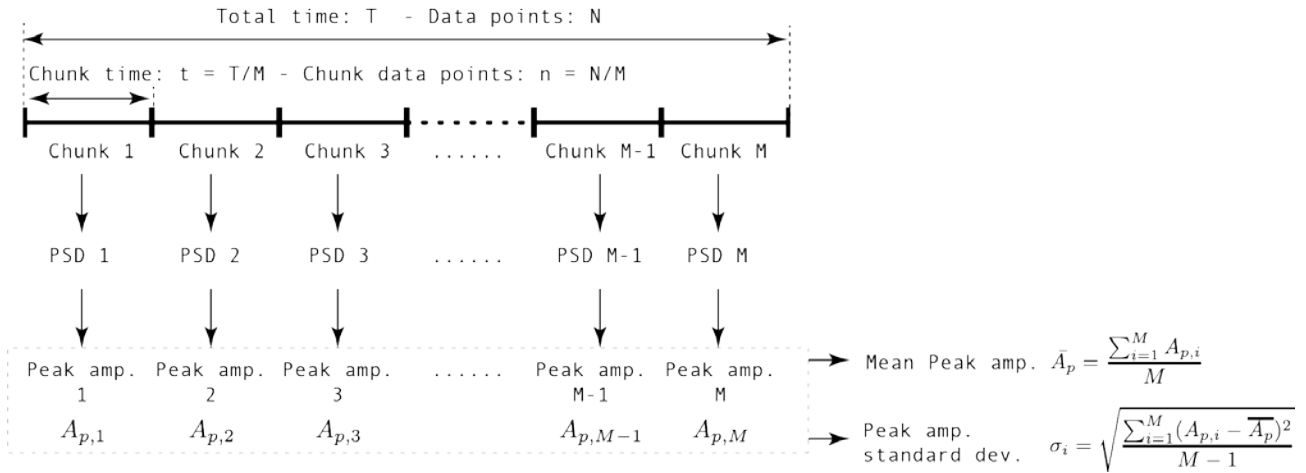 Total time: T - Data points: N
Chunk time: t = T/M - Chunk data points: n = N/M
Chunk 1 Chunk 2 Chunk 3 ...... Chunk M-1 Chunk M
PSD 1 PSD 2 PSD 3 ...... PSD M-1 PSD M
Peak amp. 1 Peak amp. 2 Peak amp. 3 ...... Peak amp. M-1 Peak amp. M
A_{p,1} A_{p,2} A_{p,3} A_{p,M-1} A_{p,M}
Mean Peak amp. \bar{A}_p = \frac{\sum_{i=1}^{M} A_{p,i}}{M}
Peak amp.
standard dev. σ_i = \sqrt{\frac{\sum_{i=1}^{M} (A_{p,i} - \overline{A_p})^2}{M-1}}